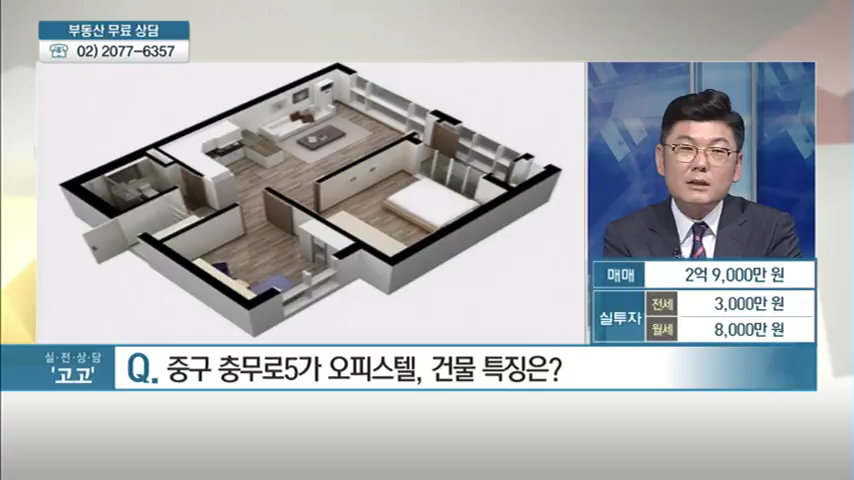 부동산 무료 상담
02) 2077-6357
매매 2억 9,000만 원
실투자 전세 3,000만 원
월세 8,000만 원
실·전·상·담
'고고'
Q. 중구 충무로5가 오피스텔, 건물 특징은?